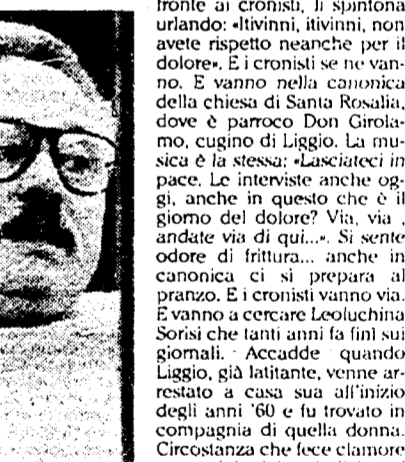 fronte ai cronisti, li spintona
urlando: «Itivinni, itivinni, non
avete rispetto neanche per il
dolore». E i cronisti se ne van-
no. E vanno nella canonica
della chiesa di Santa Rosalia,
dove è parroco Don Girola-
mo, cugino di Liggio. La mu-
sica è la stessa: «Lasciateci in
pace. Le interviste anche og-
gi, anche in questo che è il
giorno del dolore? Via, via ,
andate via di qui...». Si sente
odore di frittura... anche in
canonica ci si prepara al
pranzo. E i cronisti vanno via.
E vanno a cercare Leoluchina
Sorisi che tanti anni fa finì sui
giornali. Accadde quando
Liggio, già latitante, venne ar-
restato a casa sua all'inizio
degli anni '60 e fu trovato in
compagnia di quella donna.
Circostanza che fece clamore